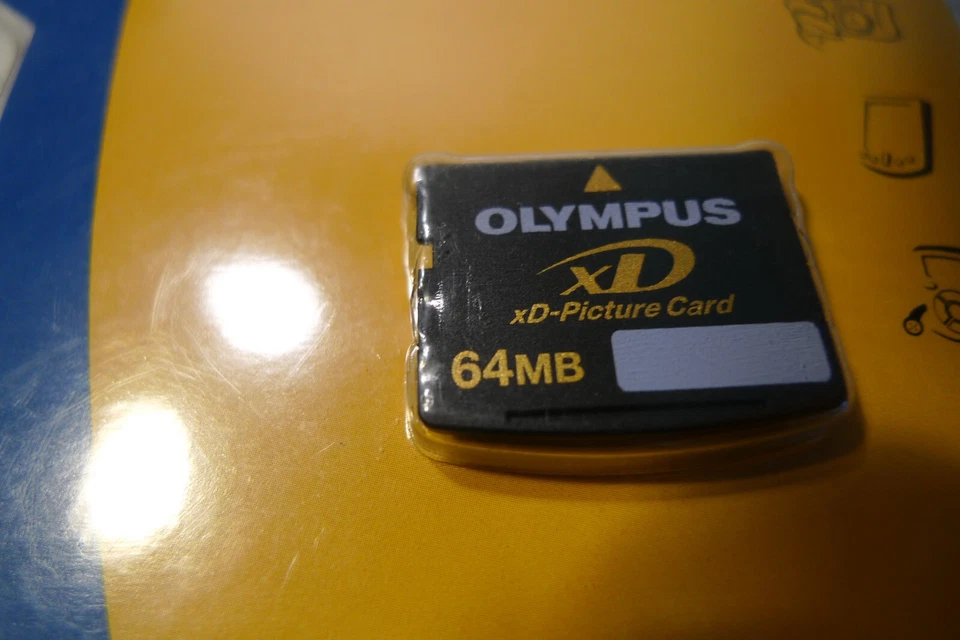 OLYMPUS
xD
xD-Picture Card
64MB